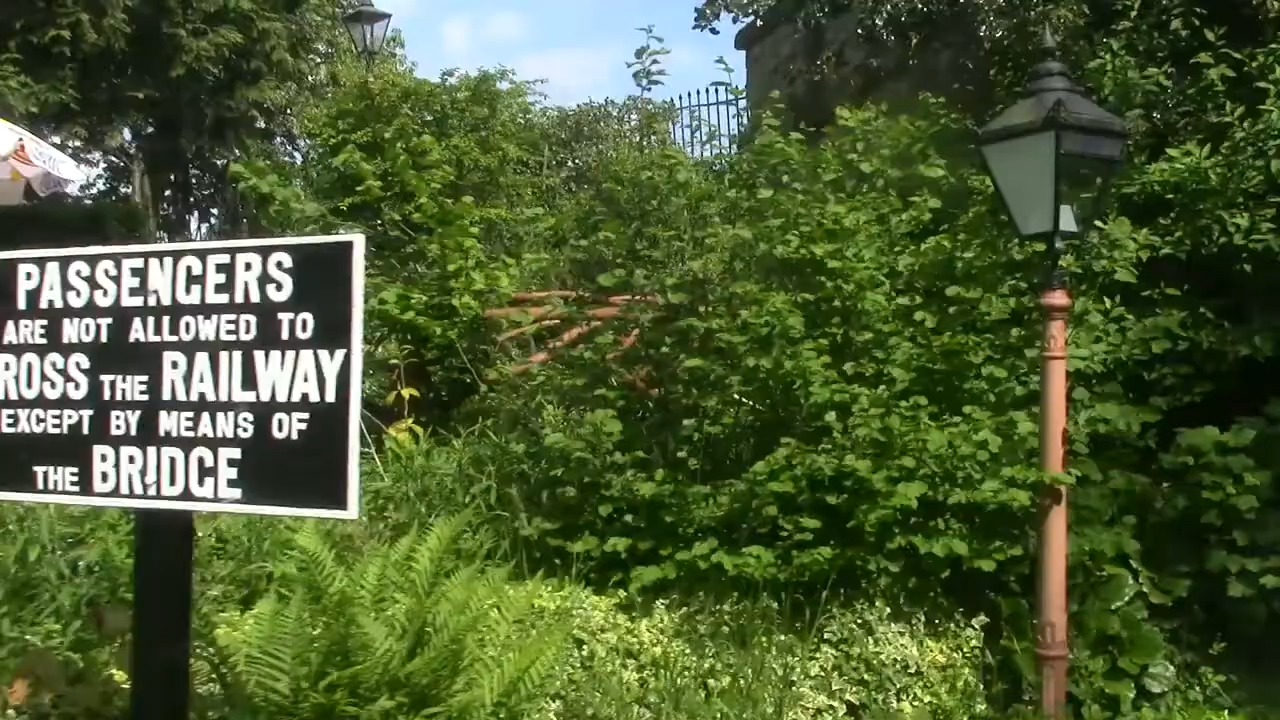 PASSENGERS
ARE NOT ALLOWED TO
ROSS THE RAILWAY
EXCEPT BY MEANS OF
THE BRIDGE